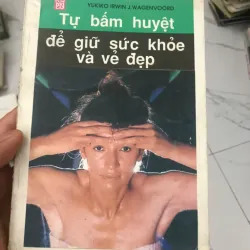 YUKIKO IRWIN J.WAGENVOORD
Tự bấm huyệt
để giữ sức khỏe
và vẻ đẹp